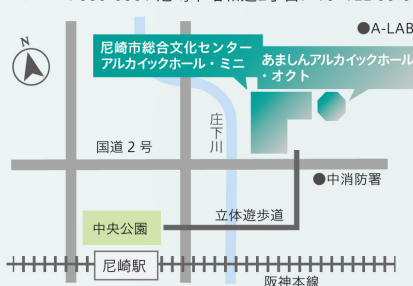 ●A-LAB
尼崎市総合文化センター
アルカイックホール・ミニ
あましんアルカイックホール
・オクト
N
庄下川
国道2号
●中消防署
立体遊歩道
中央公園
尼崎駅
阪神本線